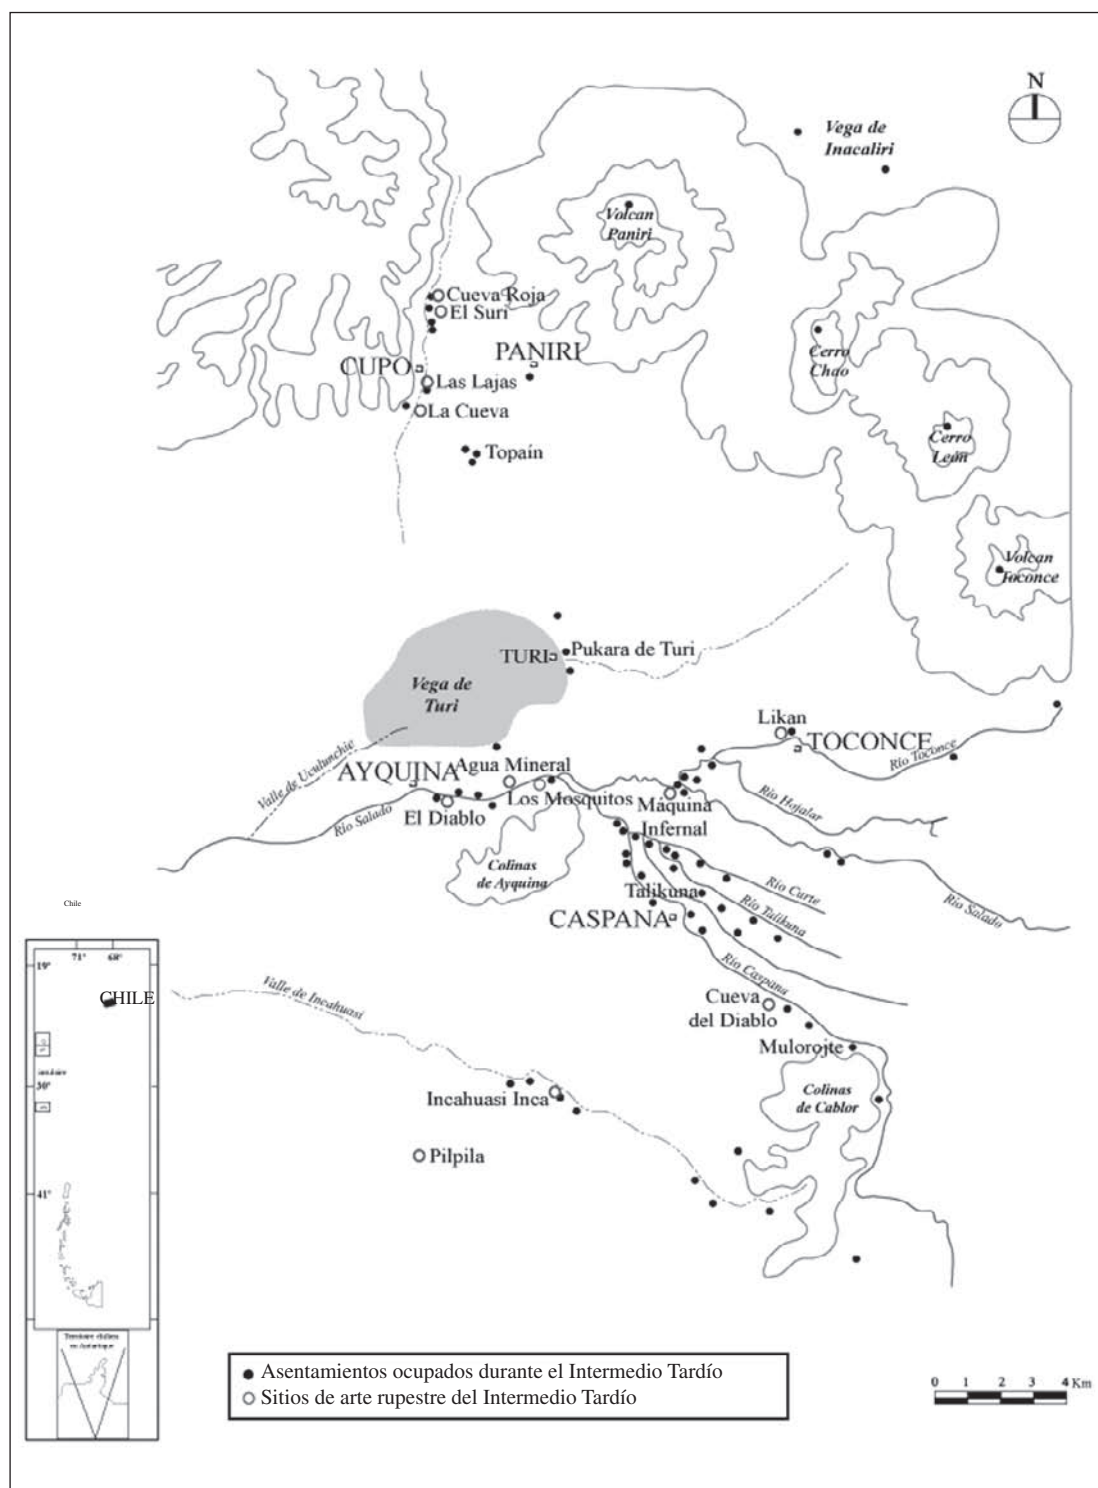 N
Vega de
Inacaliri
Volcan
Paniri
Cueva Roja
El Suri
PANIRI
CUPO
Las Lajas
La Cueva
Cerro
Chao
Topaín
Cerro
León
Volcan
Toconce
TURI
Pukara de Turi
Vega de
Turi
Likan
TOCONCE
Río Toconce
Valle de Uculunchie
AYQUINA
Agua Mineral
Los Mosquitos
El Diablo
Río Salado
Máquina
Infernal
Río Hojalar
Colinas
de Ayquina
Río Curte
Talikuna
Río Talikuna
Río Salado
CASPANA
Río Caspana
Chile
71° 68°
19°
CHILE
30°
41°
Valle de Incahuasi
Cueva
del Diablo
Mulorojte
Colinas
de Cablor
Incahuasi Inca
Pilpila
Territoire chilien
en Antarctique
Asentamientos ocupados durante el Intermedio Tardío
Sitios de arte rupestre del Intermedio Tardío
0 1 2 3 4 Km